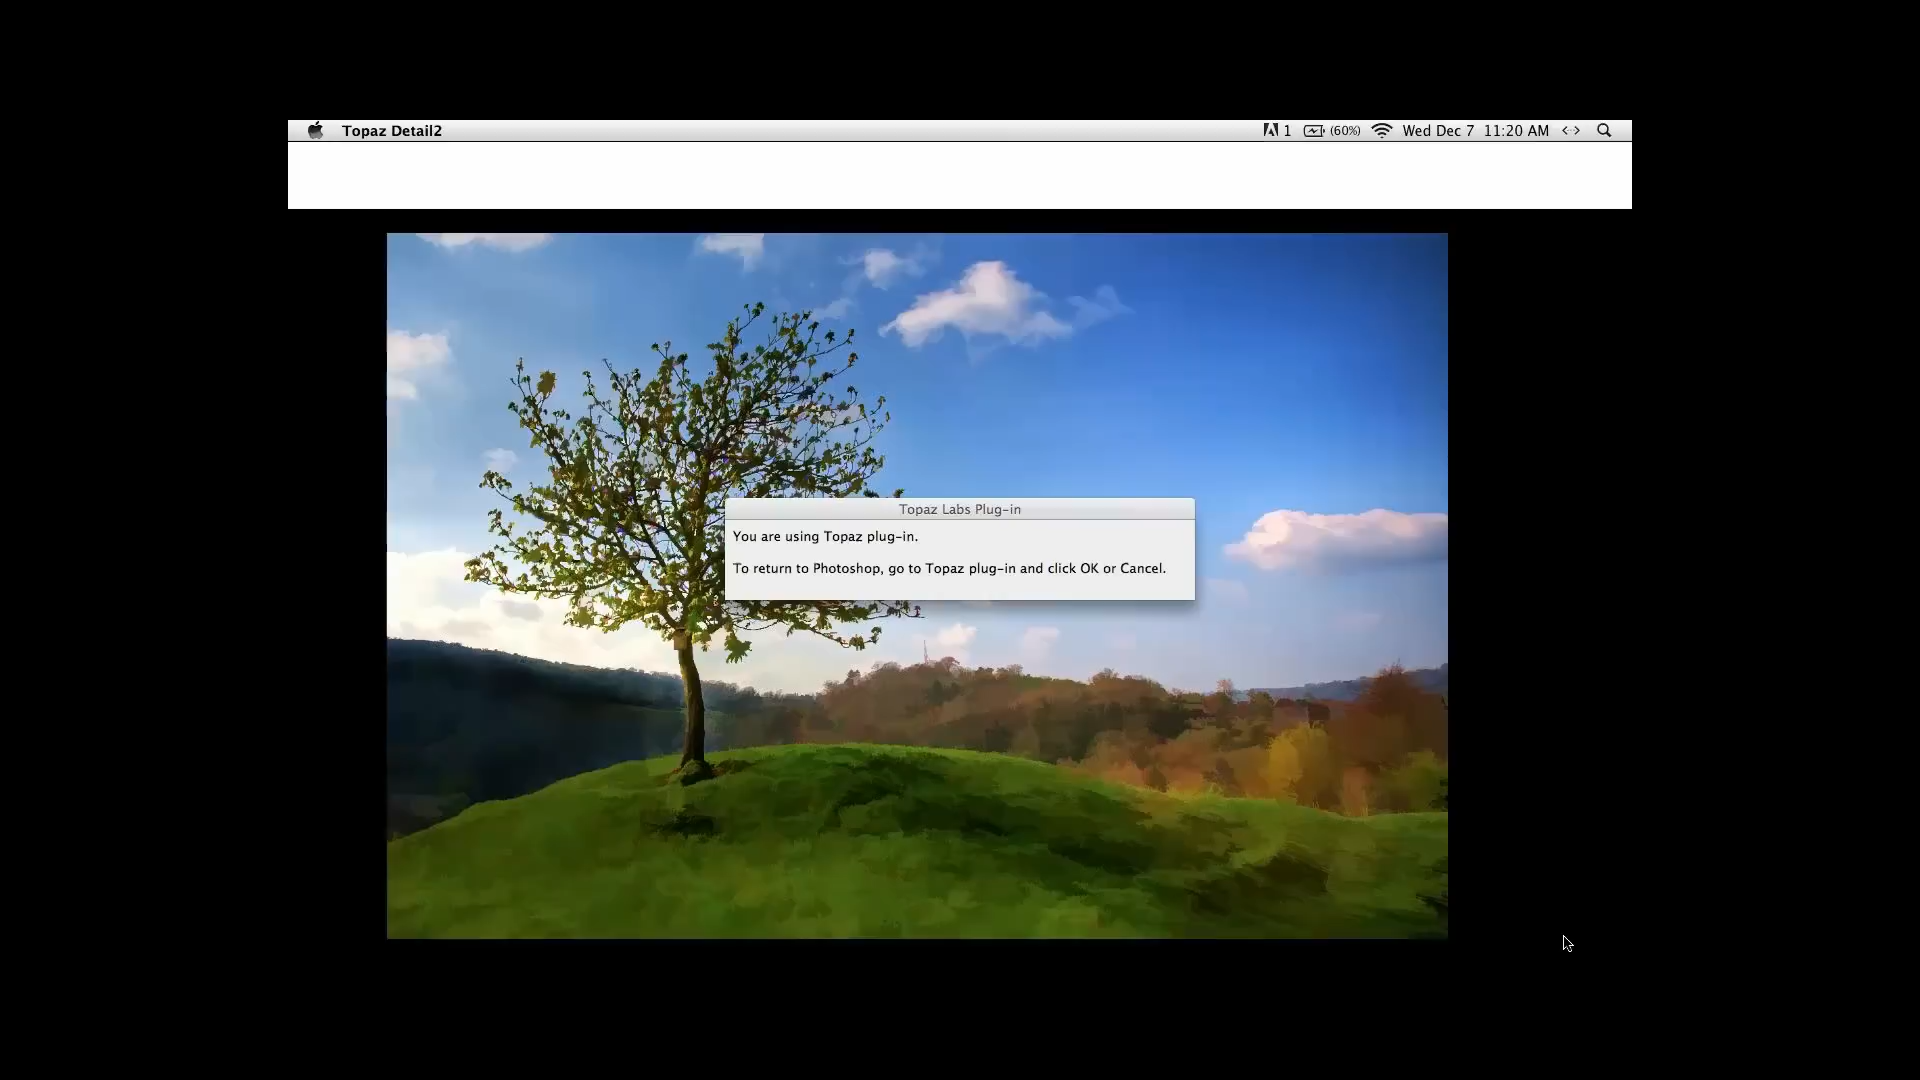 Topaz Detail2 1 (60%) Wed Dec 7 11:20 AM
Topaz Labs Plug-in
You are using Topaz plug-in.
To return to Photoshop, go to Topaz plug-in and click OK or Cancel.